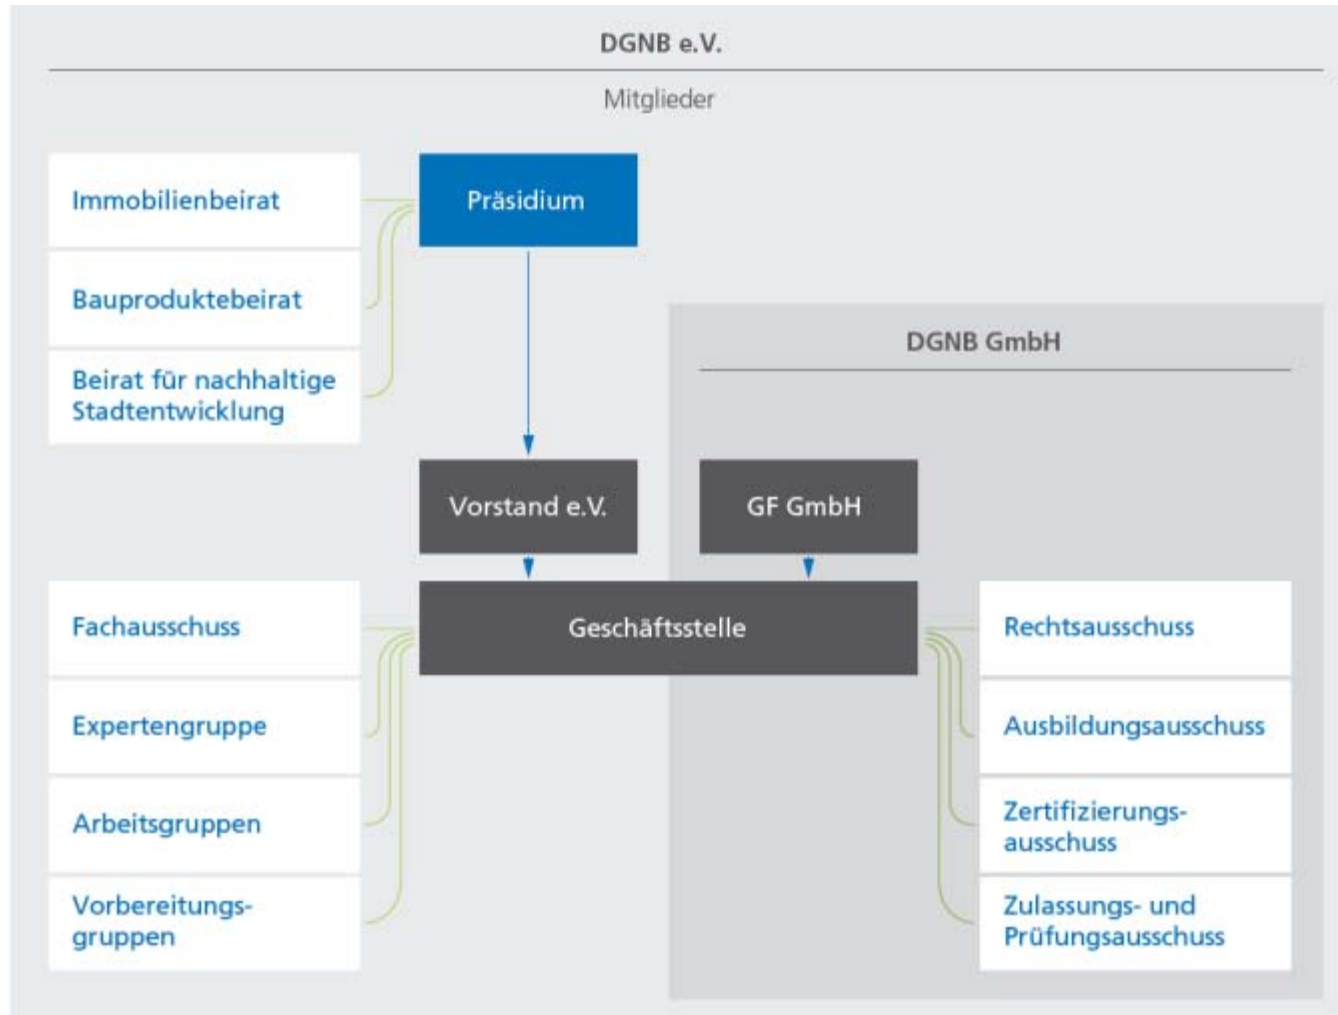 DGNB e.V.
Mitglieder
Immobilienbeirat
Präsidium
Bauproduktebeirat
Beirat für nachhaltige
Stadtentwicklung
DGNB GmbH
Vorstand e.V.
GF GmbH
Geschäftsstelle
Fachausschuss
Expertengruppe
Arbeitsgruppen
Vorbereitungs-
gruppen
Rechtsausschuss
Ausbildungsausschuss
Zertifizierungs-
ausschuss
Zulassungs- und
Prüfungsausschuss